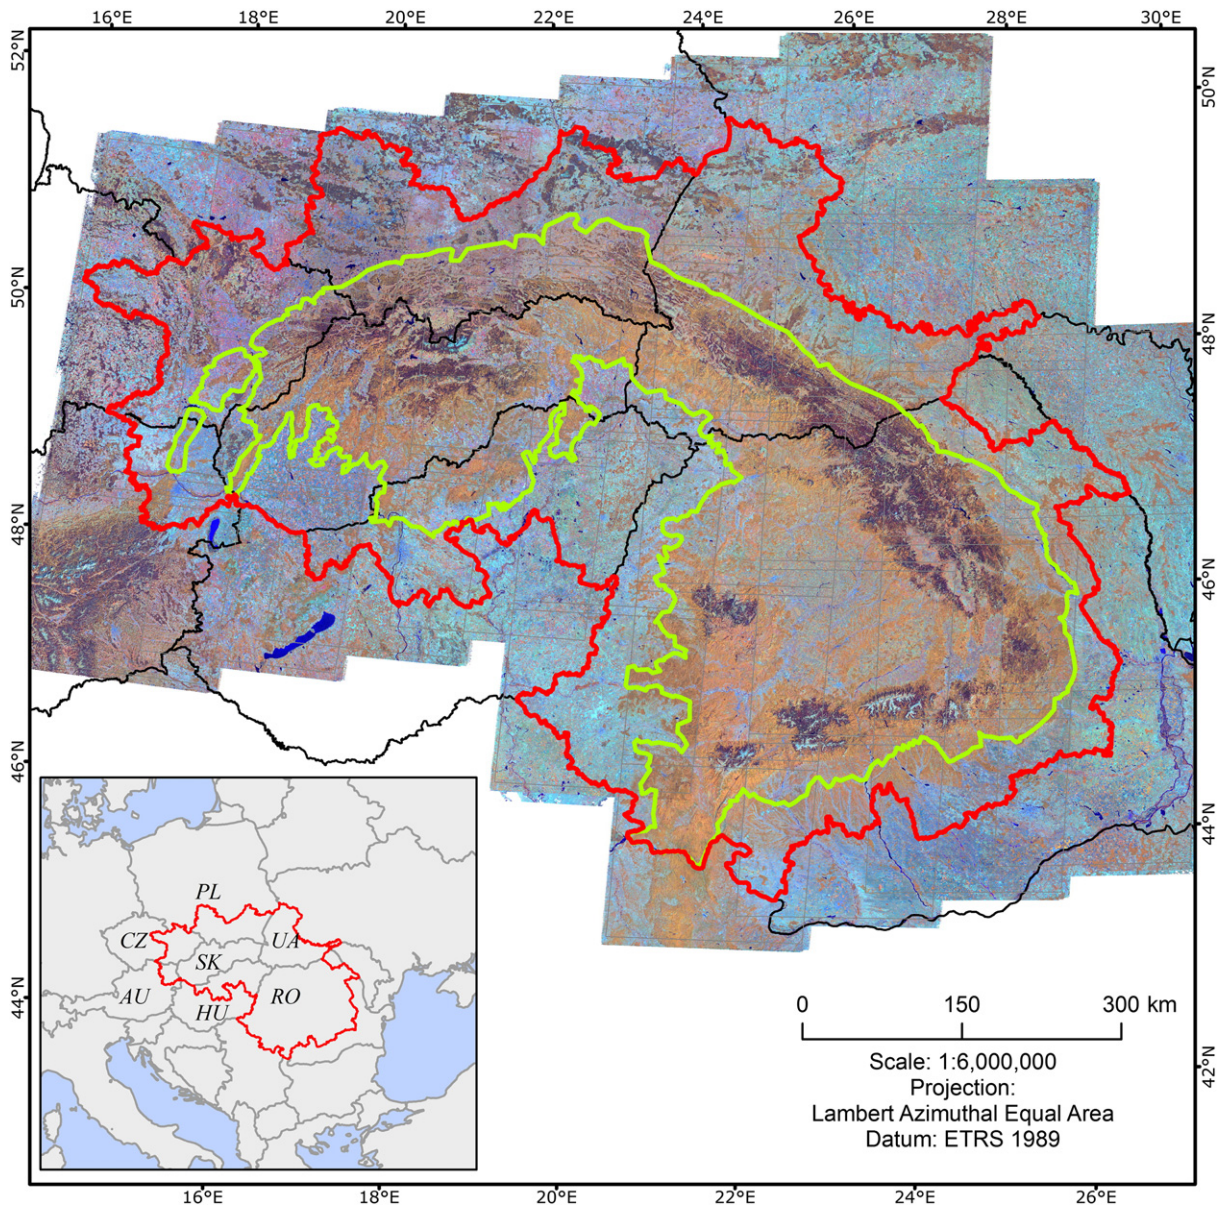 16°E 18°E 20°E 22°E 24°E 26°E 28°E 30°E
52°N
50°N
50°N
48°N
48°N
46°N
46°N
44°N
44°N
42°N
PL
CZ
UA
SK
AU
RO
HU
0 150 300 km
Scale: 1:6,000,000
Projection:
Lambert Azimuthal Equal Area
Datum: ETRS 1989
16°E 18°E 20°E 22°E 24°E 26°E